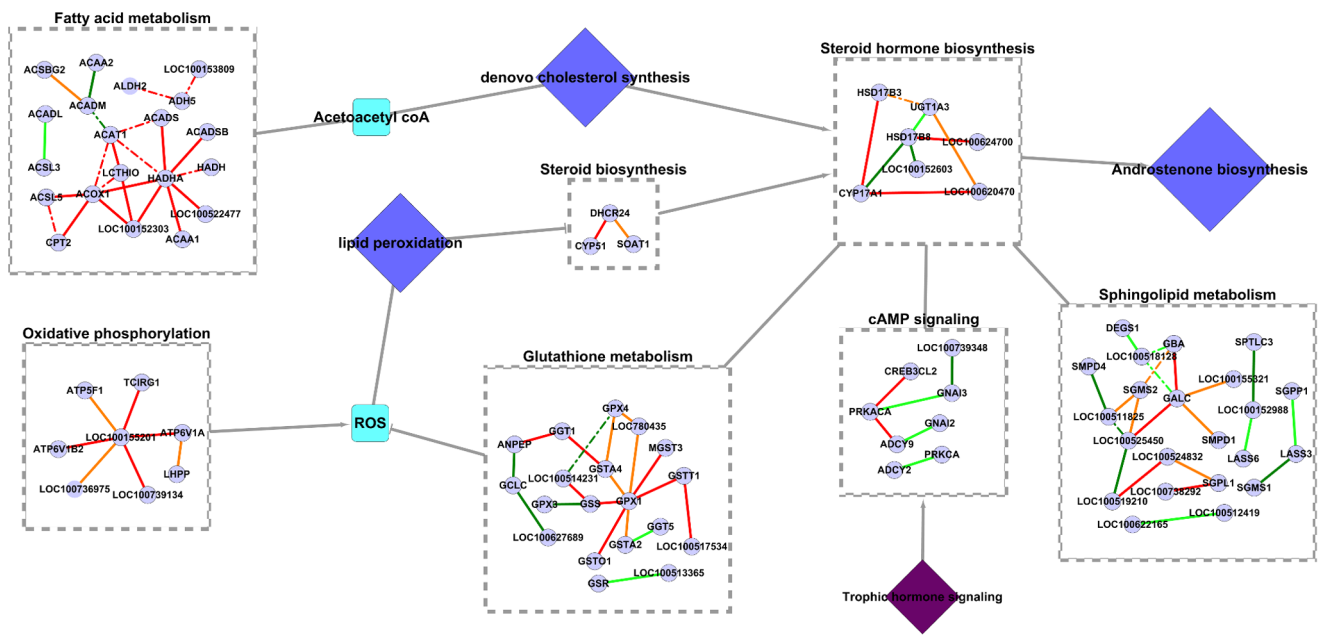 Fatty acid metabolism
ACSBG2
ACAA2
LOC100153809
ALDH2
ADH5
ACADM
ACADL
ACADS
ACAT1
ACADSB
ACSL3
LCTHIO
HADH
HADHA
ACSL5
ACOX1
LOC100522477
LOC100152303
CPT2
ACAA1
Acetoacetyl coA
denovo cholesterol synthesis
Steroid hormone biosynthesis
HSD17B3
UGT1A3
HSD17B8
LOC100624700
LOC100152603
CYP17A1
LOC100620470
Androstenone biosynthesis
Steroid biosynthesis
DHCR24
CYP51
SOAT1
lipid peroxidation
Oxidative phosphorylation
ATP5F1
TCIRG1
LOC100155201
ATP6V1A
ATP6V1B2
LHPP
LOC100736975
LOC100739134
ROS
Glutathione metabolism
GPX4
LOC780435
GGT1
ANPEP
MGST3
GSTA4
LOC100514231
GSTT1
GCLC
GPX3
GSS
GPX1
GGT5
LOC100627689
GSTA2
LOC100517534
GSTO1
LOC100513365
GSR
cAMP signaling
LOC100739348
CREB3CL2
GNAI3
PRKACA
GNAI2
ADCY9
PRKCA
ADCY2
Trophic hormone signaling
Sphingolipid metabolism
DEGS1
GBA
SPTLC3
LOC100518128
SMPD4
LOC100155321
SGMS2
SGPP1
GALC
LOC100511825
LOC100152988
LOC100525450
SMPD1
LOC100524832
LASS6
LASS3
SGPL1
LOC100738292
SGMS1
LOC100519210
LOC100512419
LOC100622165